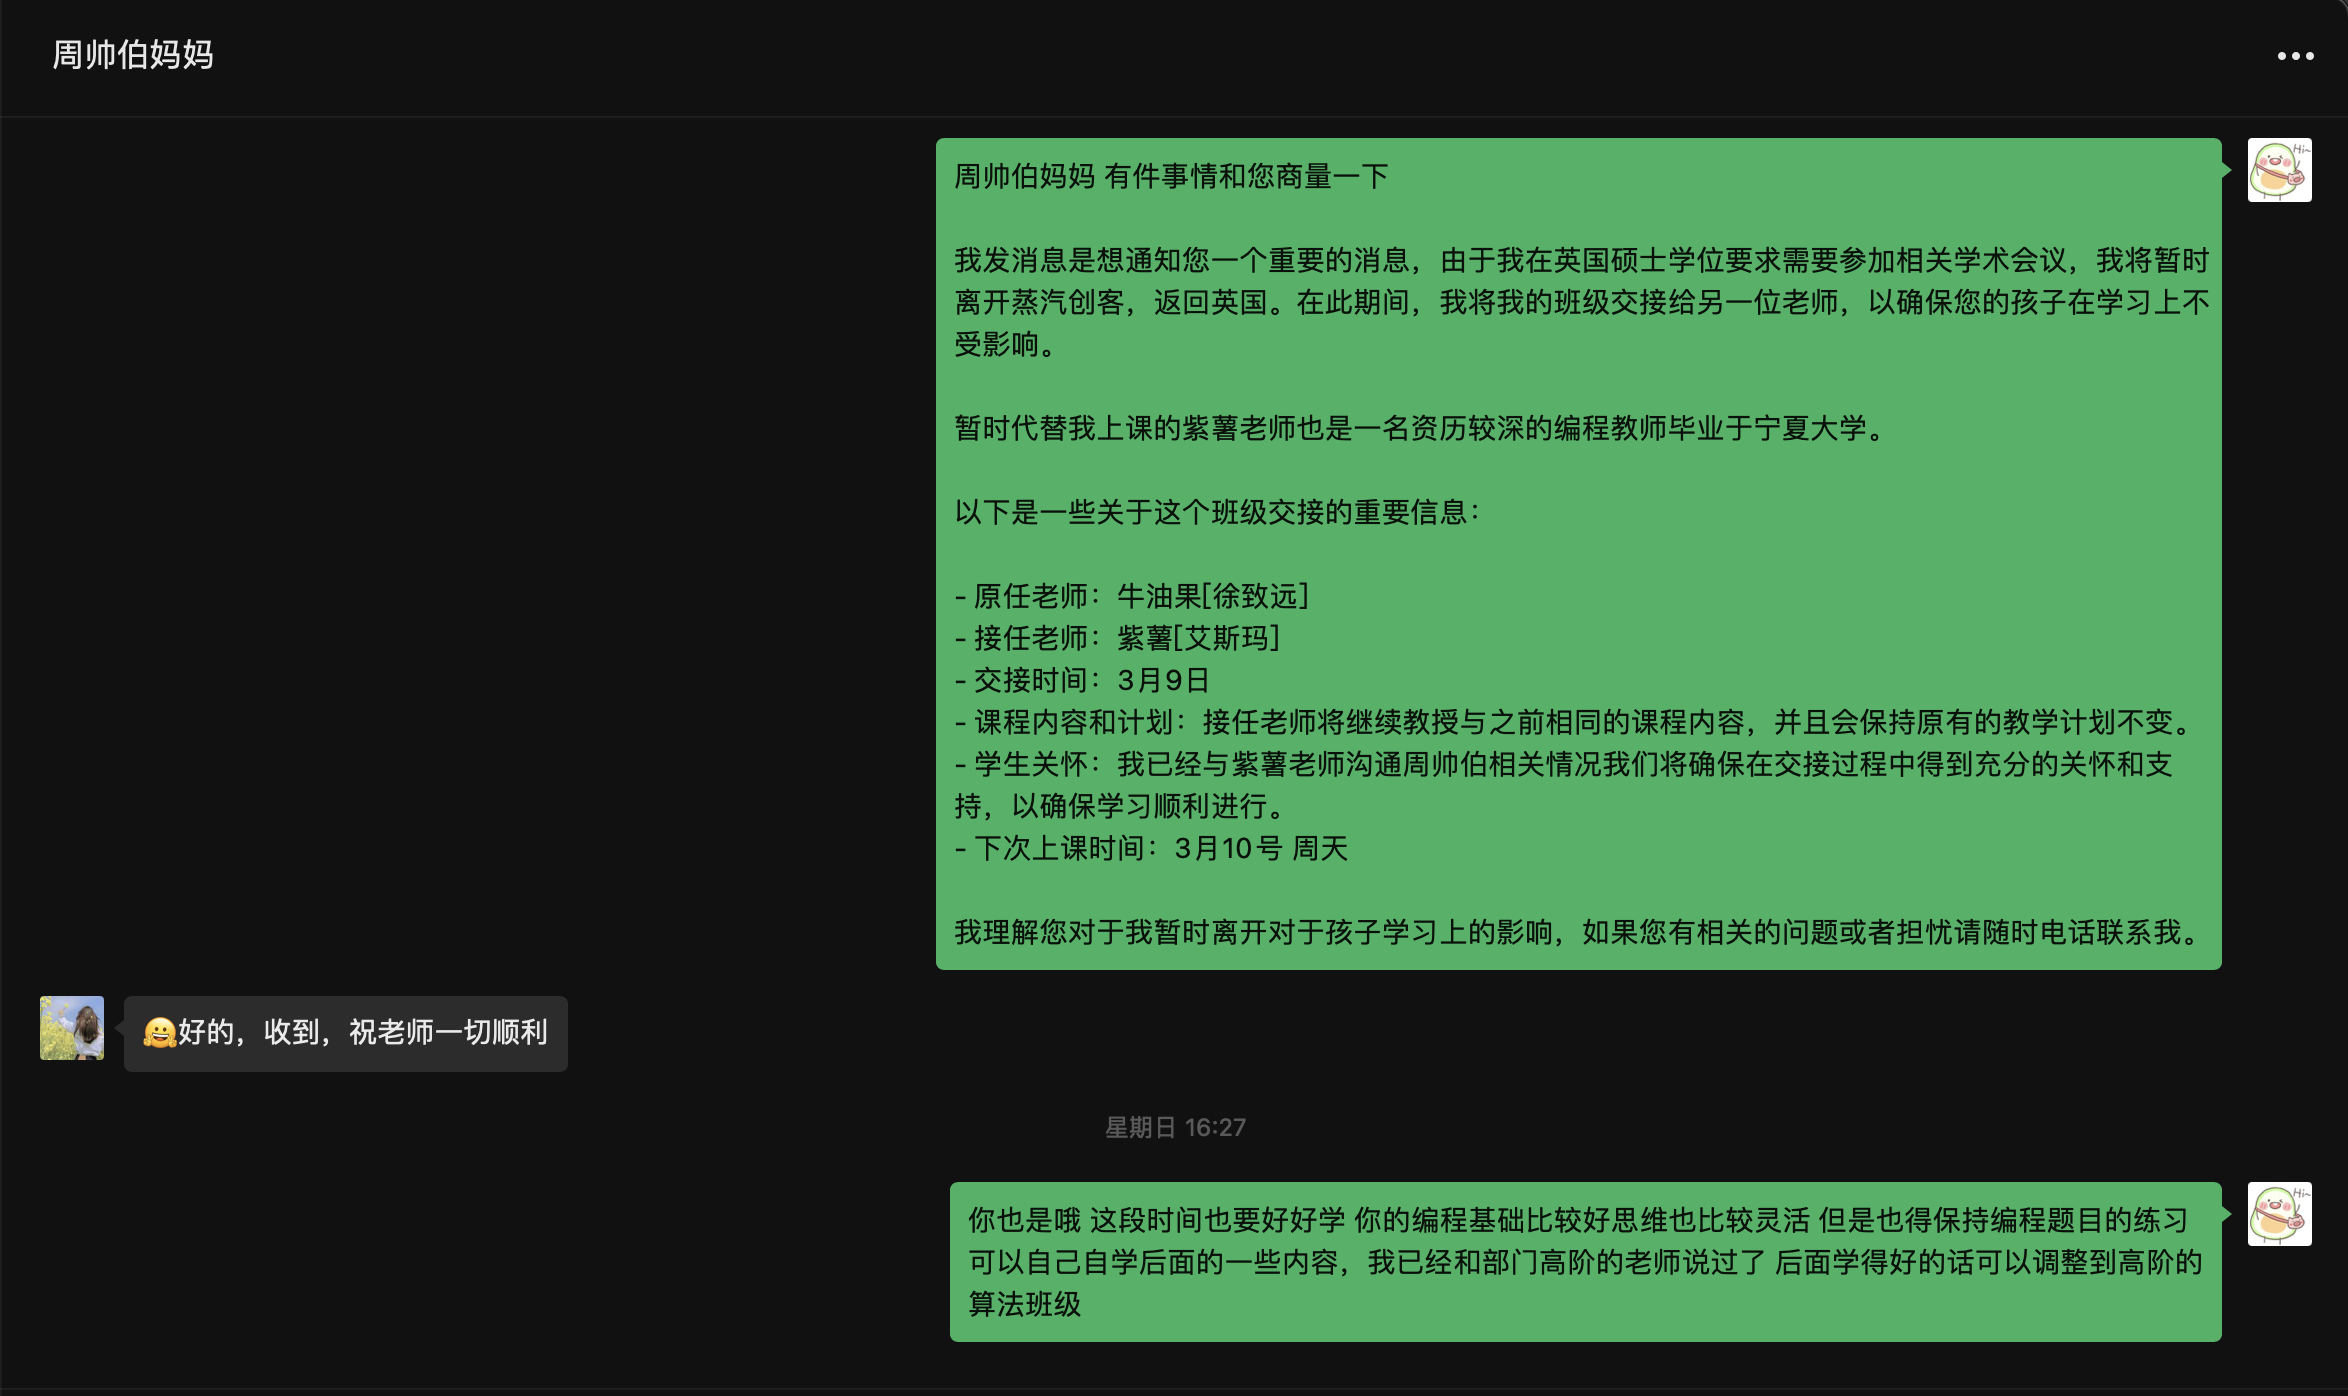 周帅伯妈妈
周帅伯妈妈 有件事情和您商量一下
我发消息是想通知您一个重要的消息，由于我在英国硕士学位要求需要参加相关学术会议，我将暂时
离开蒸汽创客，返回英国。在此期间，我将我的班级交接给另一位老师，以确保您的孩子在学习上不
受影响。
暂时代替我上课的紫薯老师也是一名资历较深的编程教师毕业于宁夏大学。
以下是一些关于这个班级交接的重要信息：
- 原任老师：牛油果[徐致远]
- 接任老师：紫薯[艾斯玛]
- 交接时间：3月9日
- 课程内容和计划：接任老师将继续教授与之前相同的课程内容，并且会保持原有的教学计划不变。
- 学生关怀：我已经与紫薯老师沟通周帅伯相关情况我们将确保在交接过程中得到充分的关怀和支
持，以确保学习顺利进行。
- 下次上课时间：3月10号 周天
我理解您对于我暂时离开对于孩子学习上的影响，如果您有相关的问题或者担忧请随时电话联系我。
Hi~
🤗好的，收到，祝老师一切顺利
星期日 16:27
你也是哦 这段时间也要好好学 你的编程基础比较好思维也比较灵活 但是也得保持编程题目的练习
可以自己自学后面的一些内容，我已经和部门高阶的老师说过了 后面学得好的话可以调整到高阶的
算法班级
Hi~